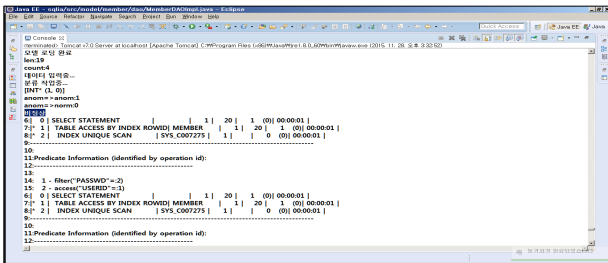 Java EE - oqlia/src/model/member/dao/MemberDAOImpl.java - Eclipse
File Edit Source Refactor Navigate Search Project Run Window Help
Quick Access Java EE Java
Console
<terminated> Tomcat v7.0 Server at localhost [Apache Tomcat] C:\Program Files (x86)\Java\jre1.8.0_60\bin\javaw.exe (2015. 11. 28. 오후 3:32:52)
모델 로딩 완료
len:19
count:4
데이터 입력중...
분류 작업중...
[INT* (1, 0)]
anom=>anom:1
anom=>norm:0
비정상
6:| 0 | SELECT STATEMENT | | 1 | 20 | 1 (0)| 00:00:01 |
7:|* 1 | TABLE ACCESS BY INDEX ROWID| MEMBER | 1 | 20 | 1 (0)| 00:00:01 |
8:|* 2 | INDEX UNIQUE SCAN | SYS_C007275 | 1 | | 0 (0)| 00:00:01 |
9:------------------------------------------------------------
10:
11:Predicate Information (identified by operation id):
12:---------------------------------------------------
13:
14: 1 - filter("PASSWD"=:2)
15: 2 - access("USERID"=:1)
6:| 0 | SELECT STATEMENT | | 1 | 20 | 1 (0)| 00:00:01 |
7:|* 1 | TABLE ACCESS BY INDEX ROWID| MEMBER | 1 | 20 | 1 (0)| 00:00:01 |
8:|* 2 | INDEX UNIQUE SCAN | SYS_C007275 | 1 | | 0 (0)| 00:00:01 |
9:------------------------------------------------------------
10:
11:Predicate Information (identified by operation id):
12:---------------------------------------------------